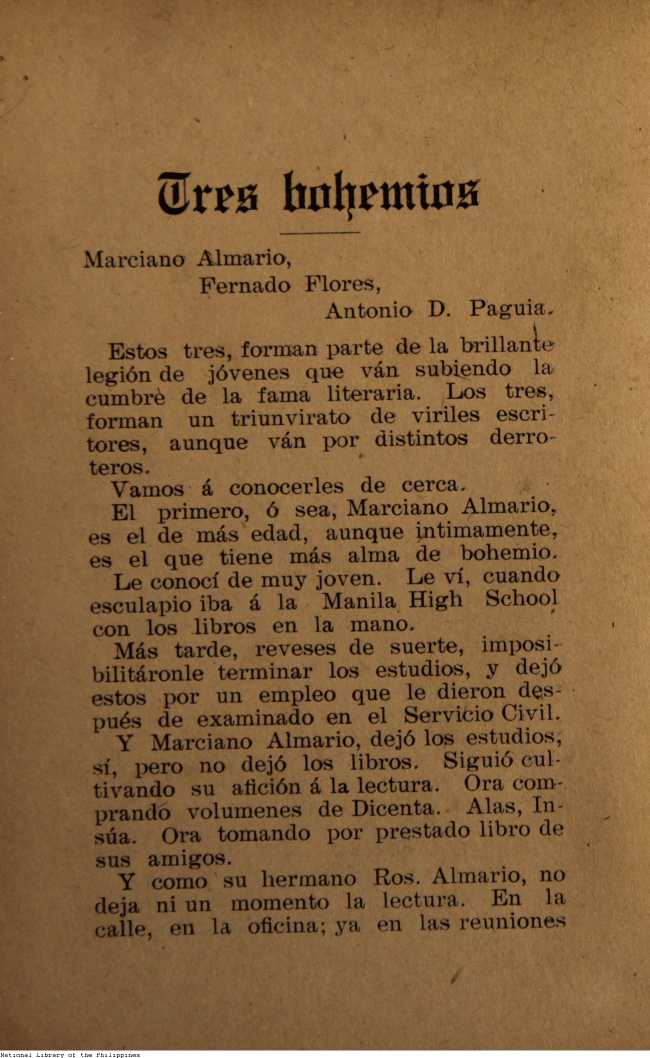 Tres bohemios
Marciano Almario,
Fernado Flores,
Antonio D. Paguia.
Estos tres, forman parte de la brillante
legión de jóvenes que ván subiendo la
cumbre de la fama literaria. Los tres,
forman un triunvirato de viriles escri-
tores, aunque ván por distintos derro-
teros.
Vamos á conocerles de cerca.
El primero, ó sea, Marciano Almario,
es el de más edad, aunque intimamente,
es el que tiene más alma de bohemio.
Le conocí de muy joven. Le ví, cuando
esculapio iba á la Manila High School
con los libros en la mano.
Más tarde, reveses de suerte, imposi-
bilitáronle terminar los estudios, y dejó
estos por un empleo que le dieron des-
pués de examinado en el Servicio Civil.
Y Marciano Almario, dejó los estudios,
sí, pero no dejó los libros. Siguió cul-
tivando su afición á la lectura. Ora com-
prando volumenes de Dicenta. Alas, In-
súa. Ora tomando por prestado libro de
sus amigos.
Y como su hermano Ros. Almario, no
deja ni un momento la lectura. En la
calle, en la oficina; ya en las reuniones
National Library of the Philippines